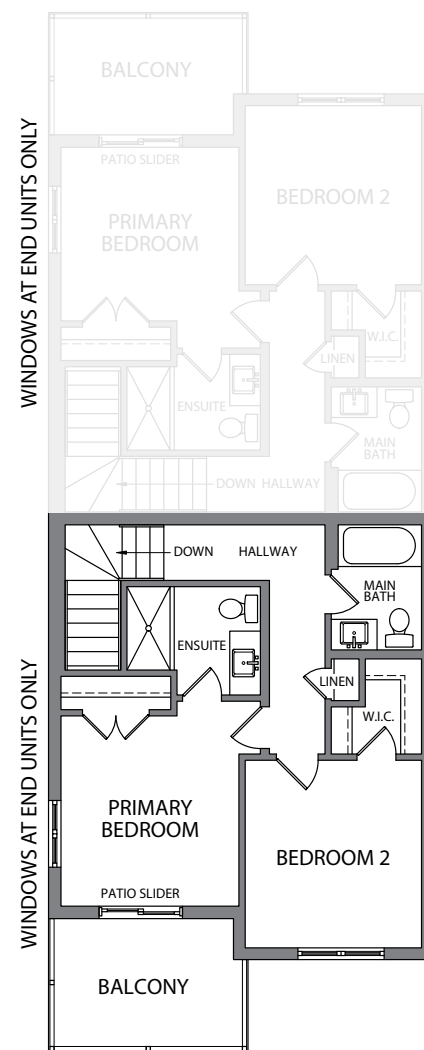 BALCONY
PATIO SLIDER
PRIMARY
BEDROOM
BEDROOM 2
W.I.C.
LINEN
ENSUITE
MAIN
BATH
DOWN HALLWAY
WINDOWS AT END UNITS ONLY
DOWN HALLWAY
MAIN
BATH
ENSUITE
LINEN
W.I.C.
PRIMARY
BEDROOM
BEDROOM 2
PATIO SLIDER
BALCONY
WINDOWS AT END UNITS ONLY